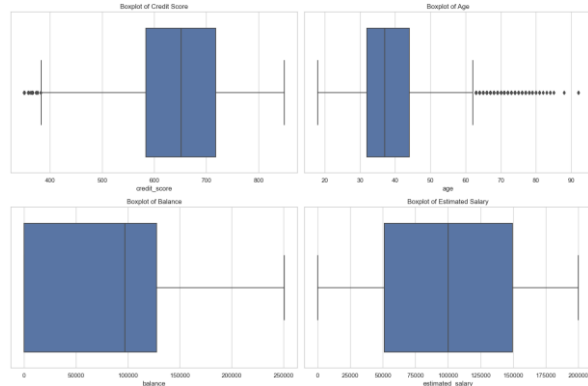 Boxplot of Credit Score
400 500 600 700 800
credit_score
Boxplot of Age
20 30 40 50 60 70 80 90
age
Boxplot of Balance
0 50000 100000 150000 200000 250000
balance
Boxplot of Estimated Salary
0 25000 50000 75000 100000 125000 150000 175000 200000
estimated_salary